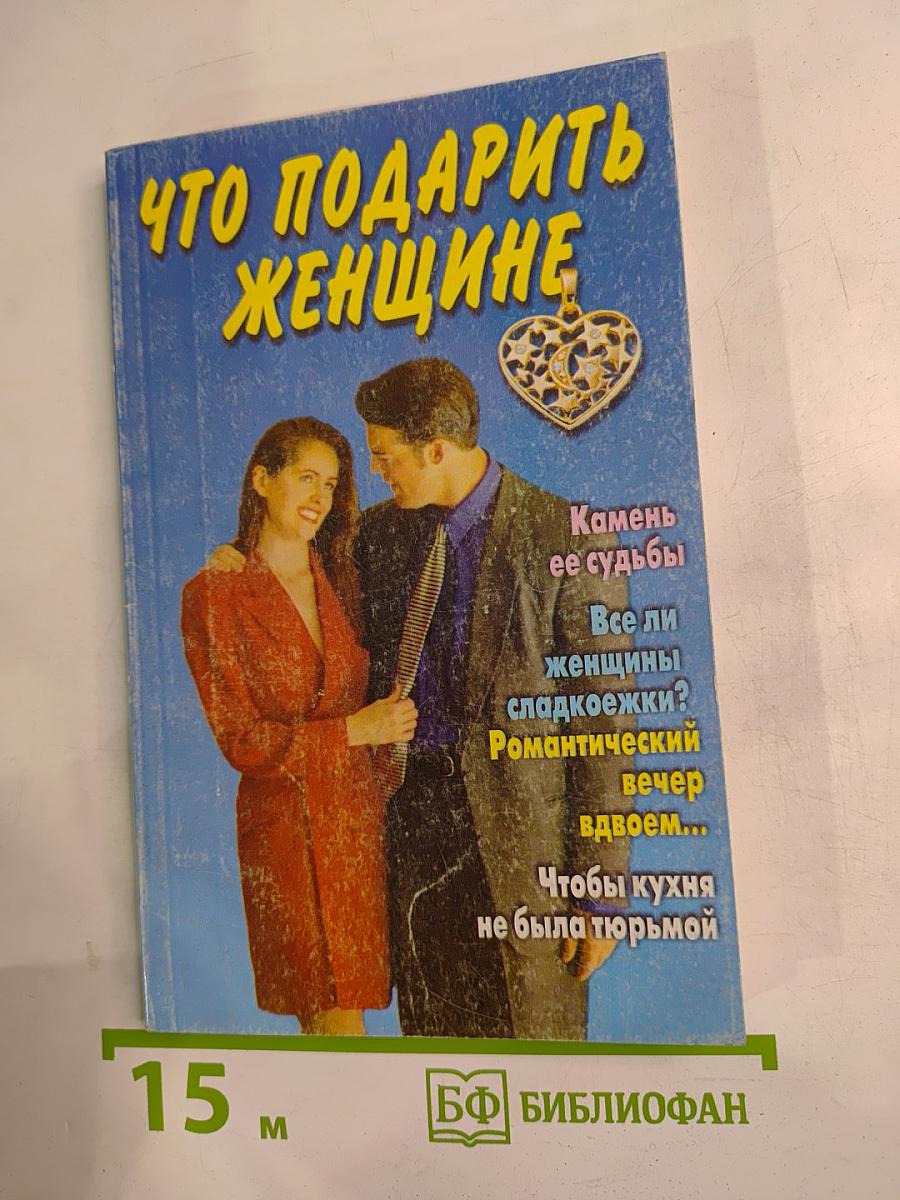 ЧТО ПОДАРИТЬ
ЖЕНЩИНЕ
Камень
ее судьбы
Все ли
женщины
сладкоежки?
Романтический
вечер
вдвоем...
Чтобы кухня
не была тюрьмой
15 м
БФ БИБЛИОФАН